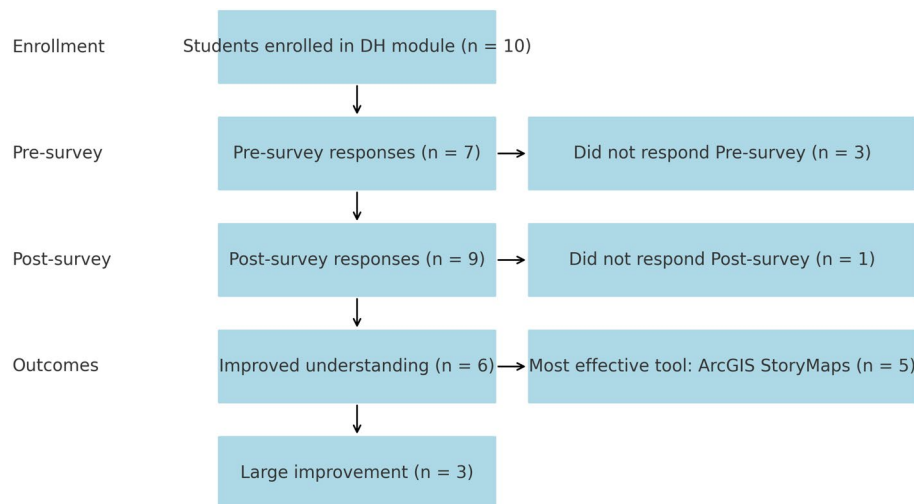 Enrollment
Students enrolled in DH module (n = 10)
Pre-survey
Pre-survey responses (n = 7)
Did not respond Pre-survey (n = 3)
Post-survey
Post-survey responses (n = 9)
Did not respond Post-survey (n = 1)
Outcomes
Improved understanding (n = 6)
Most effective tool: ArcGIS StoryMaps (n = 5)
Large improvement (n = 3)